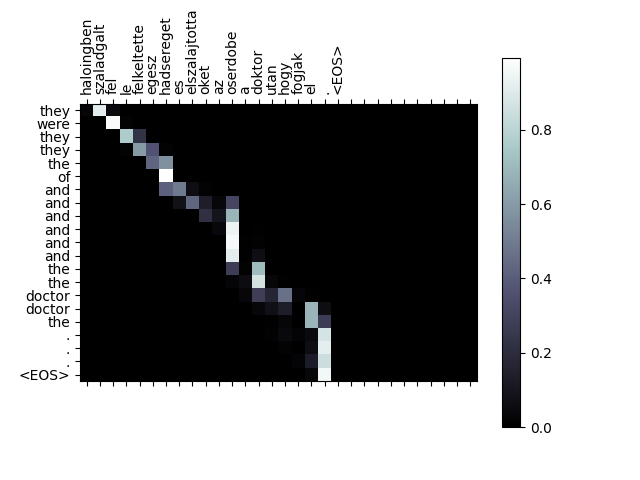 haloingben
szaladgalt
fel
le
felkeltette
egesz
hadsereget
es
elszalajtotta
oket
az
oserdobe
a
doktor
utan
hogy
fogjak
el
.
<EOS>
they
were
they
they
the
of
and
and
and
and
and
and
the
the
doctor
doctor
the
.
.
.
<EOS>
0.8
0.6
0.4
0.2
0.0